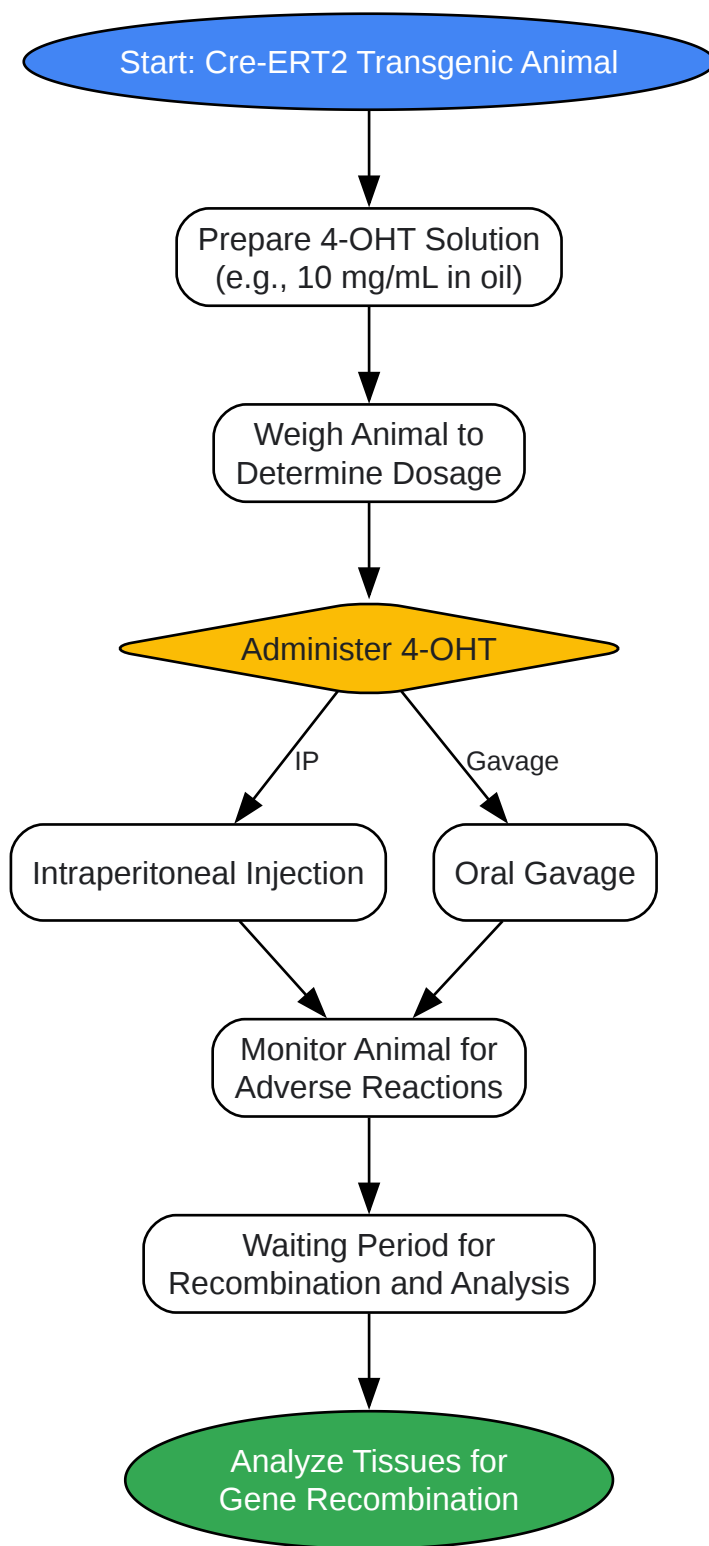 Start: Cre-ERT2 Transgenic Animal
Prepare 4-OHT Solution
(e.g., 10 mg/mL in oil)
Weigh Animal to
Determine Dosage
Administer 4-OHT
IP
Gavage
Intraperitoneal Injection
Oral Gavage
Monitor Animal for
Adverse Reactions
Waiting Period for
Recombination and Analysis
Analyze Tissues for
Gene Recombination